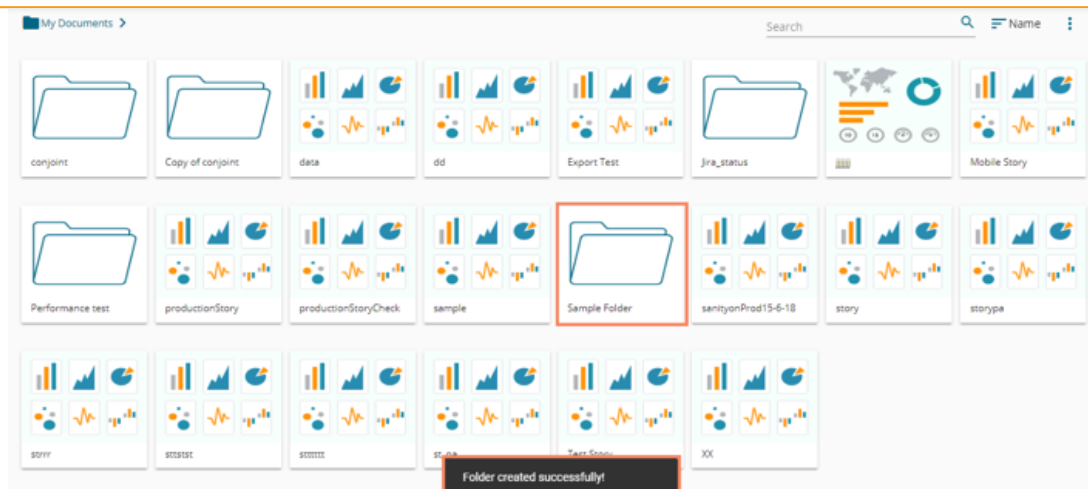 My Documents >
Search
Name
conjoint
Copy of conjoint
data
dd
Export Test
Jira_status
Mobile Story
Performance test
productionStory
productionStoryCheck
sample
Sample Folder
sanityonProd15-6-18
story
storypa
strrr
sttstst
Test Story
XX
Folder created successfully!